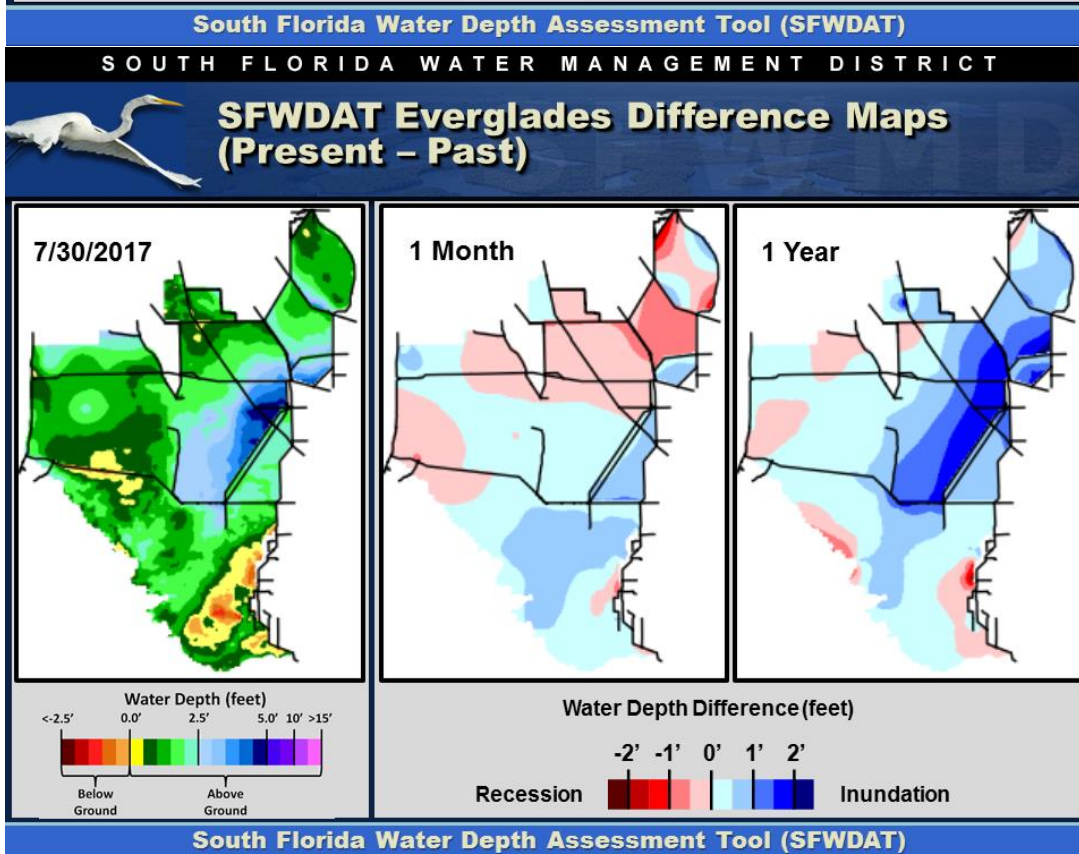 South Florida Water Depth Assessment Tool (SFWDAT)
SOUTH FLORIDA WATER MANAGEMENT DISTRICT
SFWDAT Everglades Difference Maps
(Present – Past)
7/30/2017
1 Month
1 Year
Water Depth (feet)
<-2.5' 0.0' 2.5' 5.0' 10' >15'
Below
Ground
Above
Ground
Water Depth Difference (feet)
-2' -1' 0' 1' 2'
Recession
Inundation
South Florida Water Depth Assessment Tool (SFWDAT)